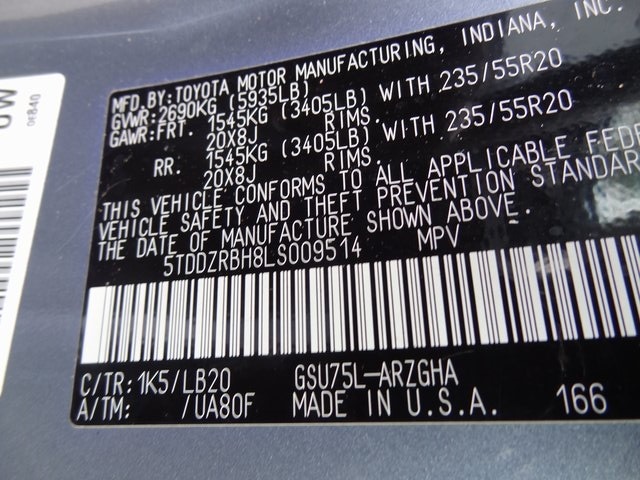 MFD.BY:TOYOTA MOTOR MANUFACTURING, INDIANA, INC.
GVWR:2690KG (5935LB)
GAWR:FRT. 1545KG (3405LB) WITH 235/55R20
20X8J RIMS.
RR. 1545KG (3405LB) WITH 235/55R20
20X8J RIMS.
THIS VEHICLE CONFORMS TO ALL APPLICABLE FEDE
VEHICLE SAFETY AND THEFT PREVENTION STANDAR
THE DATE OF MANUFACTURE SHOWN ABOVE.
5TDDZRBH8LS009514 MPV
C/TR: 1K5/LB20 GSU75L-ARZGHA
A/TM: /UA80F MADE IN U.S.A. 166